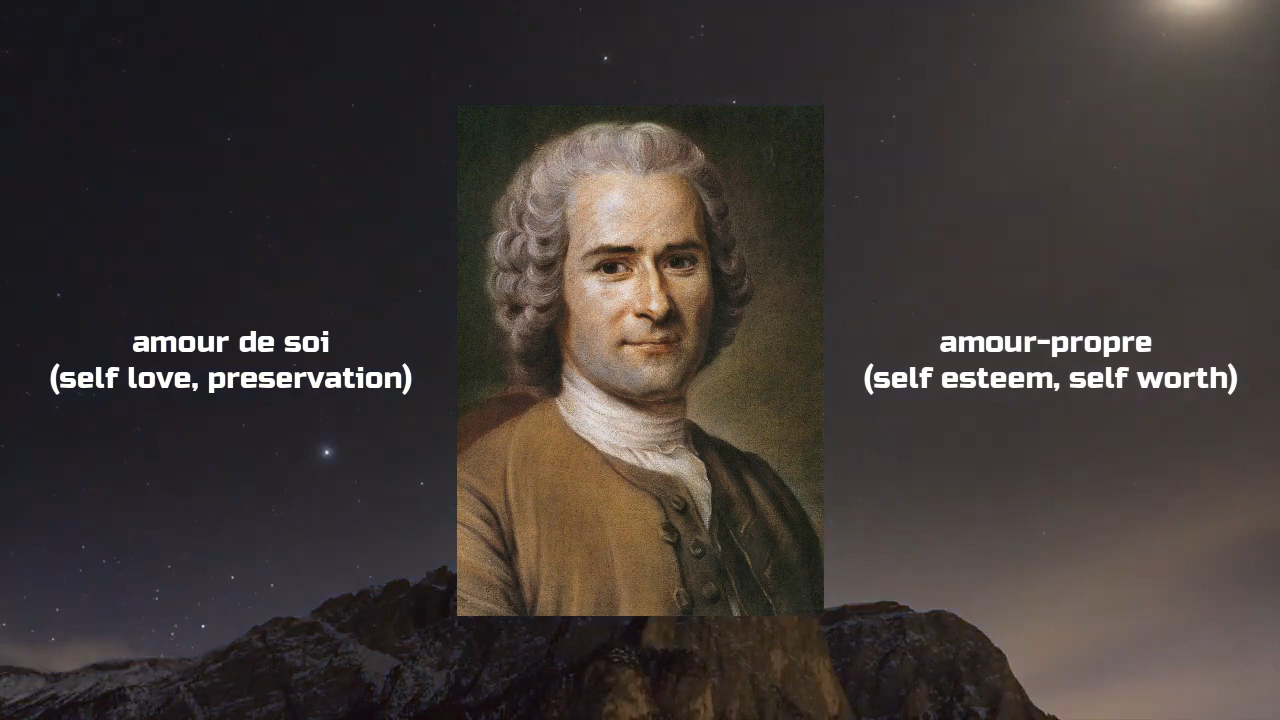 amour de soi
(self love, preservation)
amour-propre
(self esteem, self worth)